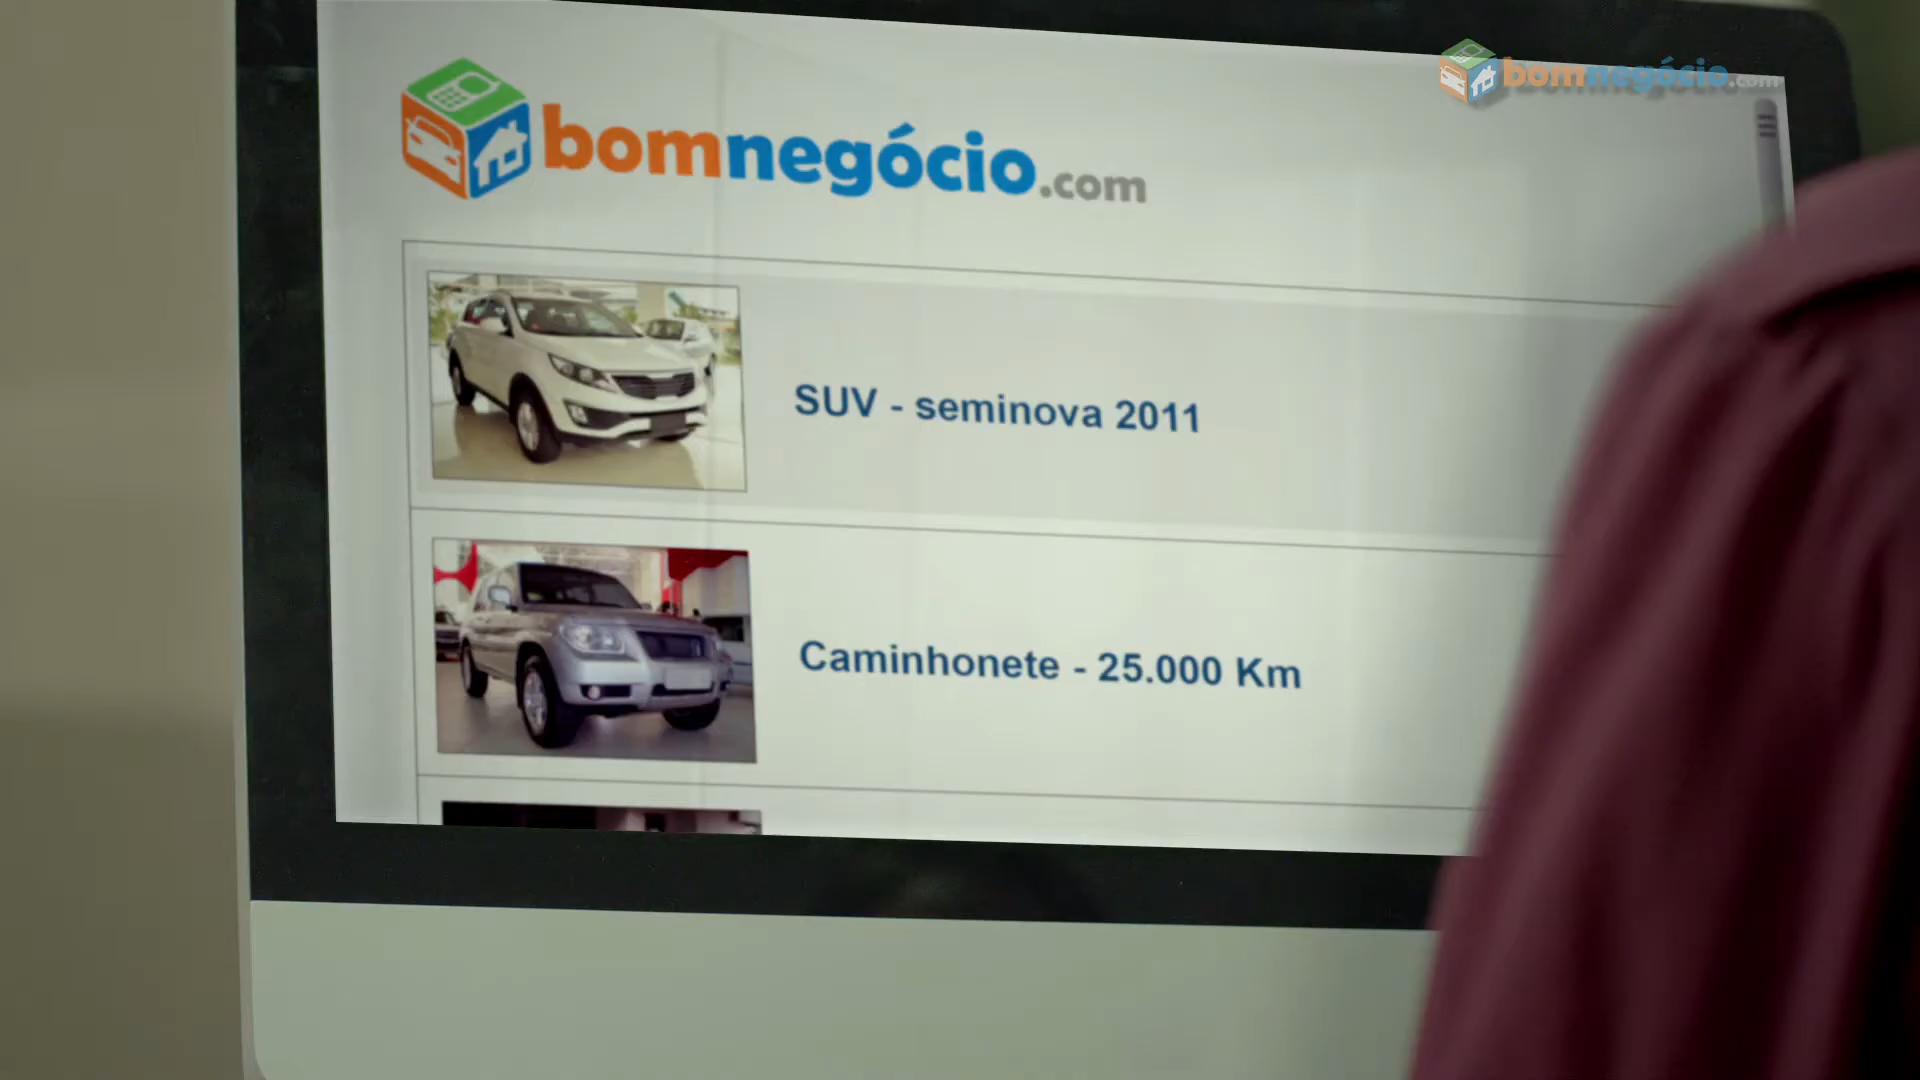 bomnegócio.com
bomnegócio.com
SUV - seminova 2011
Caminhonete - 25.000 Km